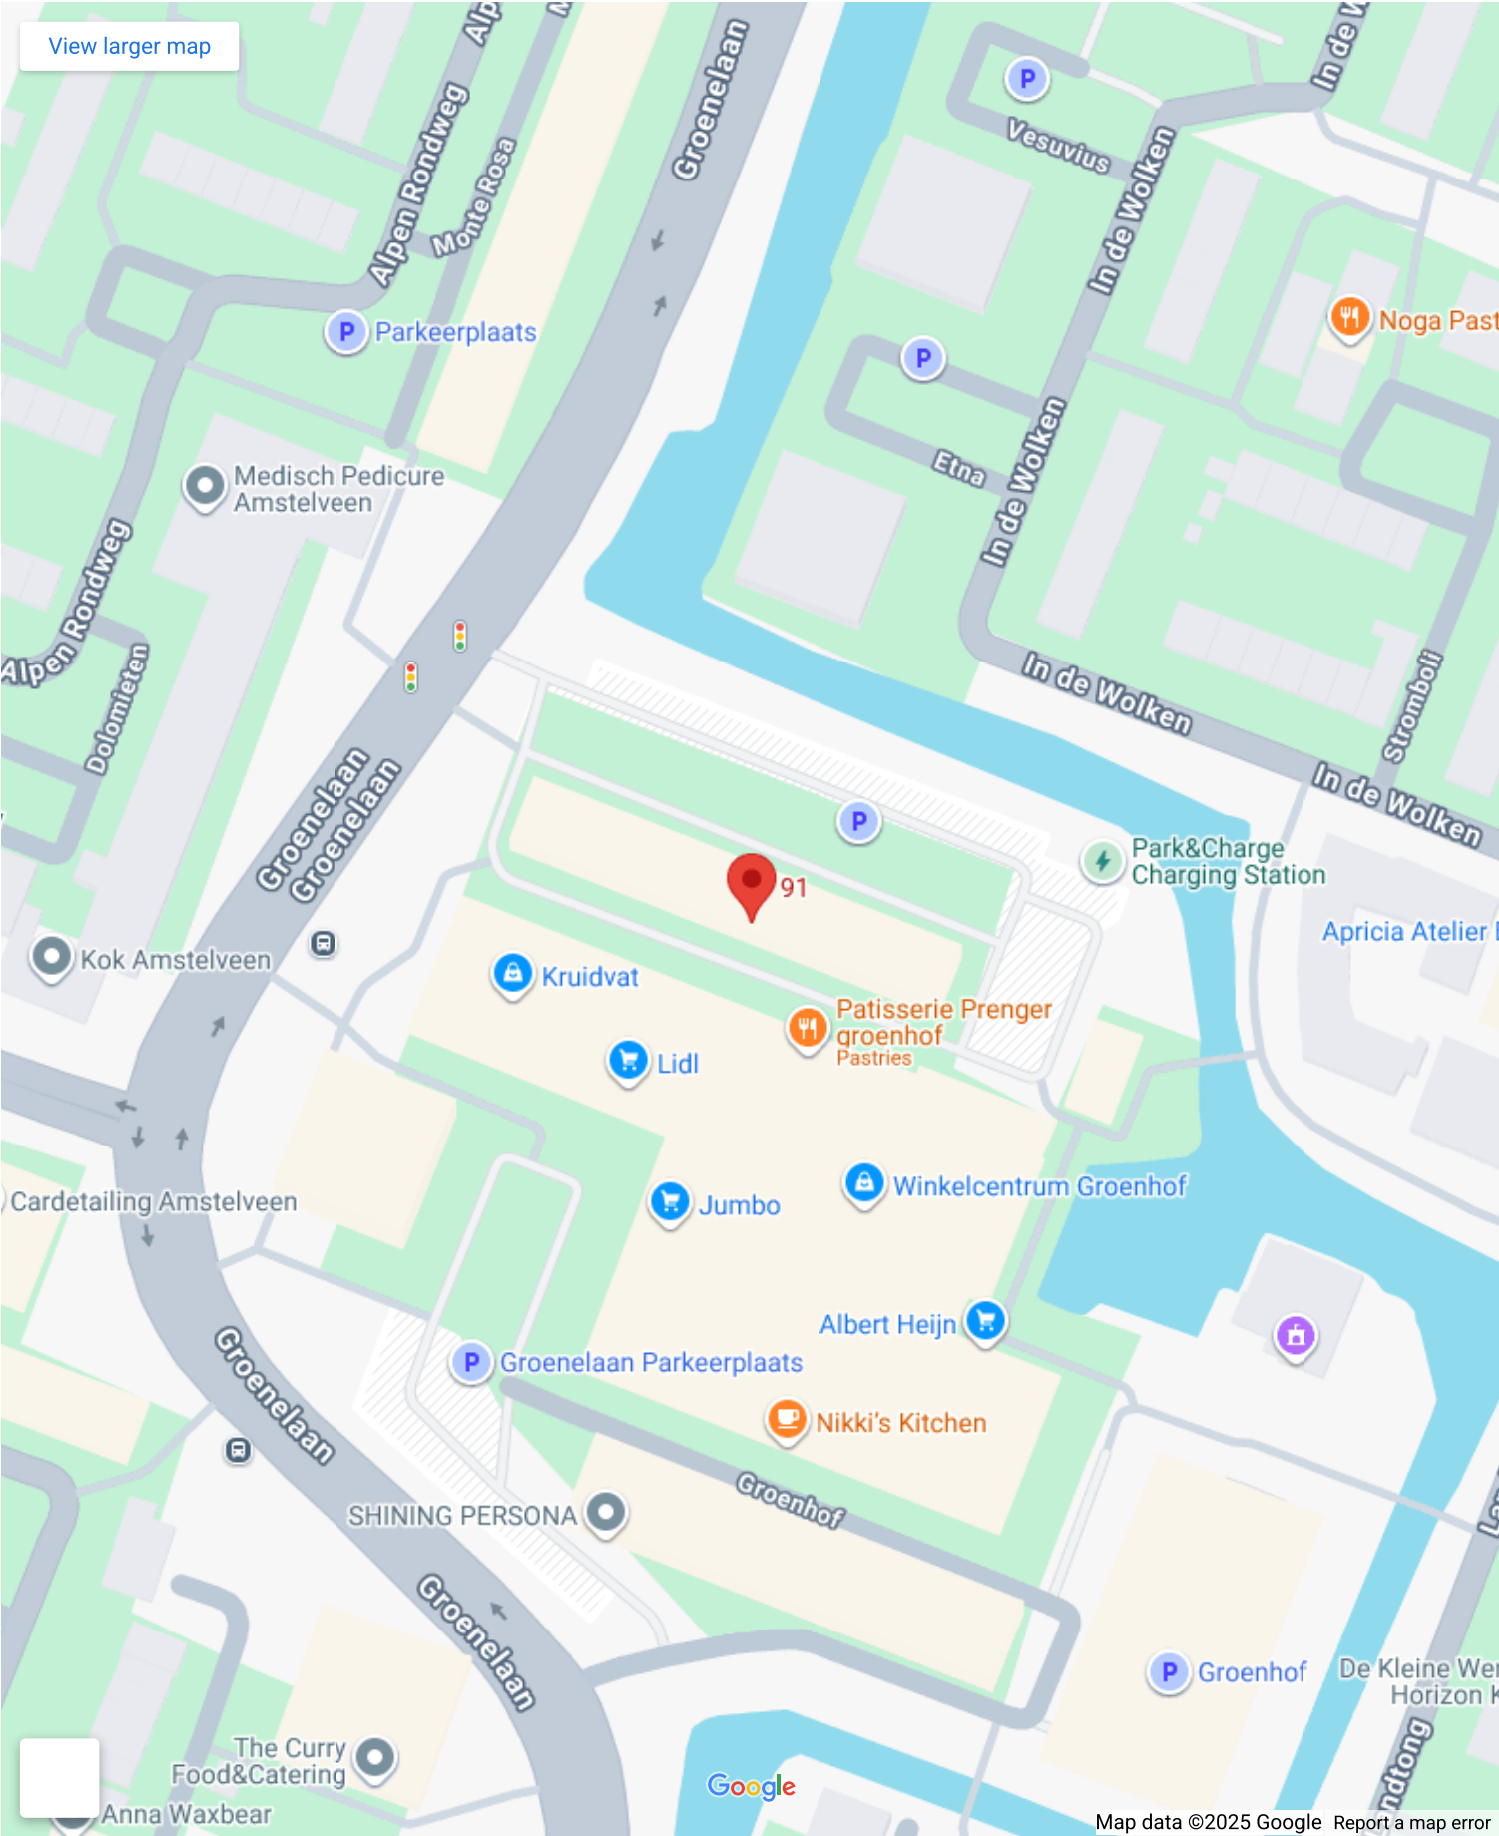 View larger map
Alp
M
Groenelaan
In de W
Alpen Rondweg
Monte Rosa
Vesuvius
In de Wolken
Parkeerplaats
Noga Past
Medisch Pedicure
Amstelveen
Etna
In de Wolken
Alpen Rondweg
Dolomieten
In de Wolken
Stromboli
In de Wolken
Groenelaan
Groenelaan
91
Park&Charge
Charging Station
Apricia Atelier
Kok Amstelveen
Kruidvat
Patisserie Prenger
groenhof
Pastries
Lidl
Winkelcentrum Groenhof
Cardetailing Amstelveen
Jumbo
Albert Heijn
Groenelaan
Groenelaan Parkeerplaats
Nikki's Kitchen
Groenhof
SHINING PERSONA
Groenelaan
Groenhof
De Kleine Wer
Horizon K
The Curry
Food&Catering
ndtong
Google
Anna Waxbear
Map data ©2025 Google
Report a map error